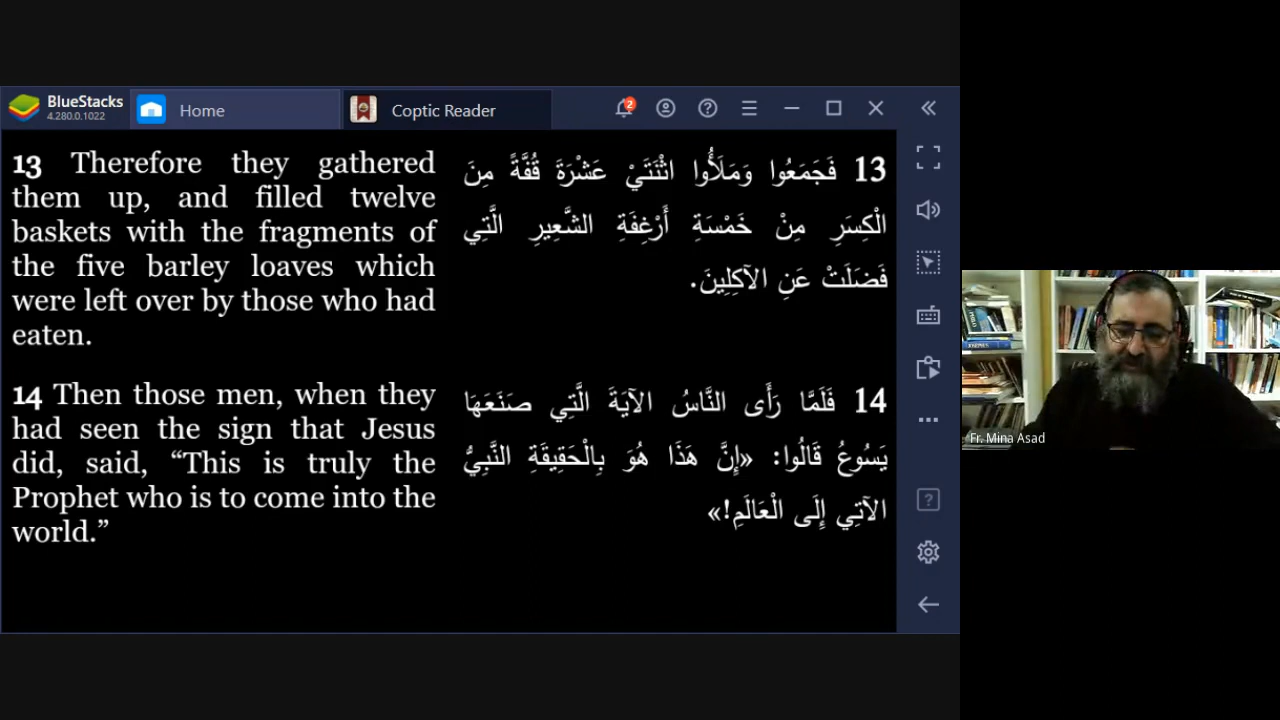 BlueStacks
4.280.0.1022
Home
Coptic Reader
2
13 Therefore they gathered
them up, and filled twelve
baskets with the fragments of
the five barley loaves which
were left over by those who had
eaten.
14 Then those men, when they
had seen the sign that Jesus
did, said, “This is truly the
Prophet who is to come into the
world.”
13 فَجَمَعُوا وَمَلَأُوا اثْنَتَيْ عَشْرَةَ قُفَّةً مِنَ
الْكِسَرِ مِنْ خَمْسَةِ أَرْغِفَةِ الشَّعِيرِ الَّتِي
فَضَلَتْ عَنِ الآكِلِينَ.
14 فَلَمَّا رَأَى النَّاسُ الآيَةَ الَّتِي صَنَعَهَا
يَسُوعُ قَالُوا: «إِنَّ هَذَا هُوَ بِالْحَقِيقَةِ النَّبِيُّ
الآتِي إِلَى الْعَالَمِ!»
Fr. Mina Asad